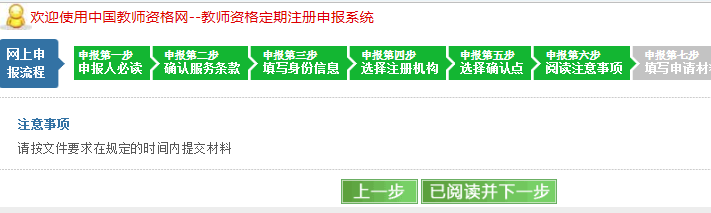 欢迎使用中国教师资格网--教师资格定期注册申报系统
网上申
报流程
申报第一步
申报人必读
申报第二步
确认服务条款
申报第三步
填写身份信息
申报第四步
选择注册机构
申报第五步
选择确认点
申报第六步
阅读注意事项
申报第七步
填写申请材
注意事项
请按文件要求在规定的时间内提交材料
上一步
已阅读并下一步